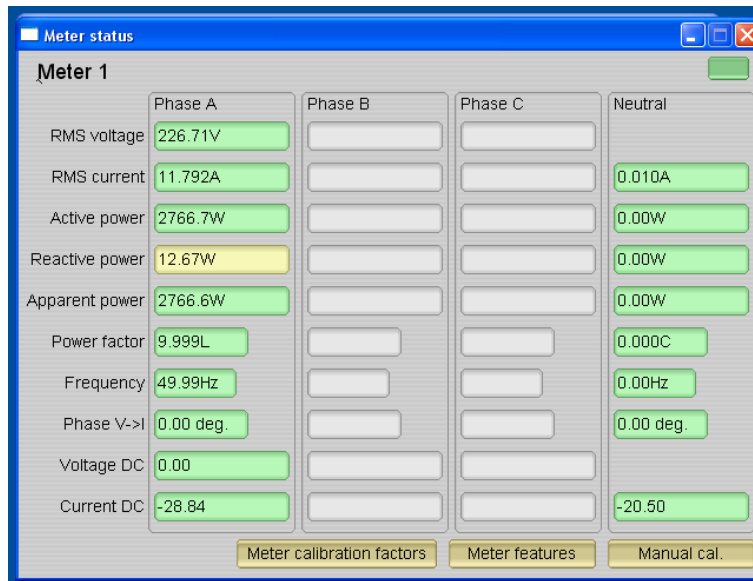 Meter status
Meter 1
Phase A Phase B Phase C Neutral
RMS voltage 226.71V
RMS current 11.792A 0.010A
Active power 2766.7W 0.00W
Reactive power 12.67W 0.00W
Apparent power 2766.6W 0.00W
Power factor 9.999L 0.000C
Frequency 49.99Hz 0.00Hz
Phase V->I 0.00 deg. 0.00 deg.
Voltage DC 0.00
Current DC -28.84 -20.50
Meter calibration factors Meter features Manual cal.